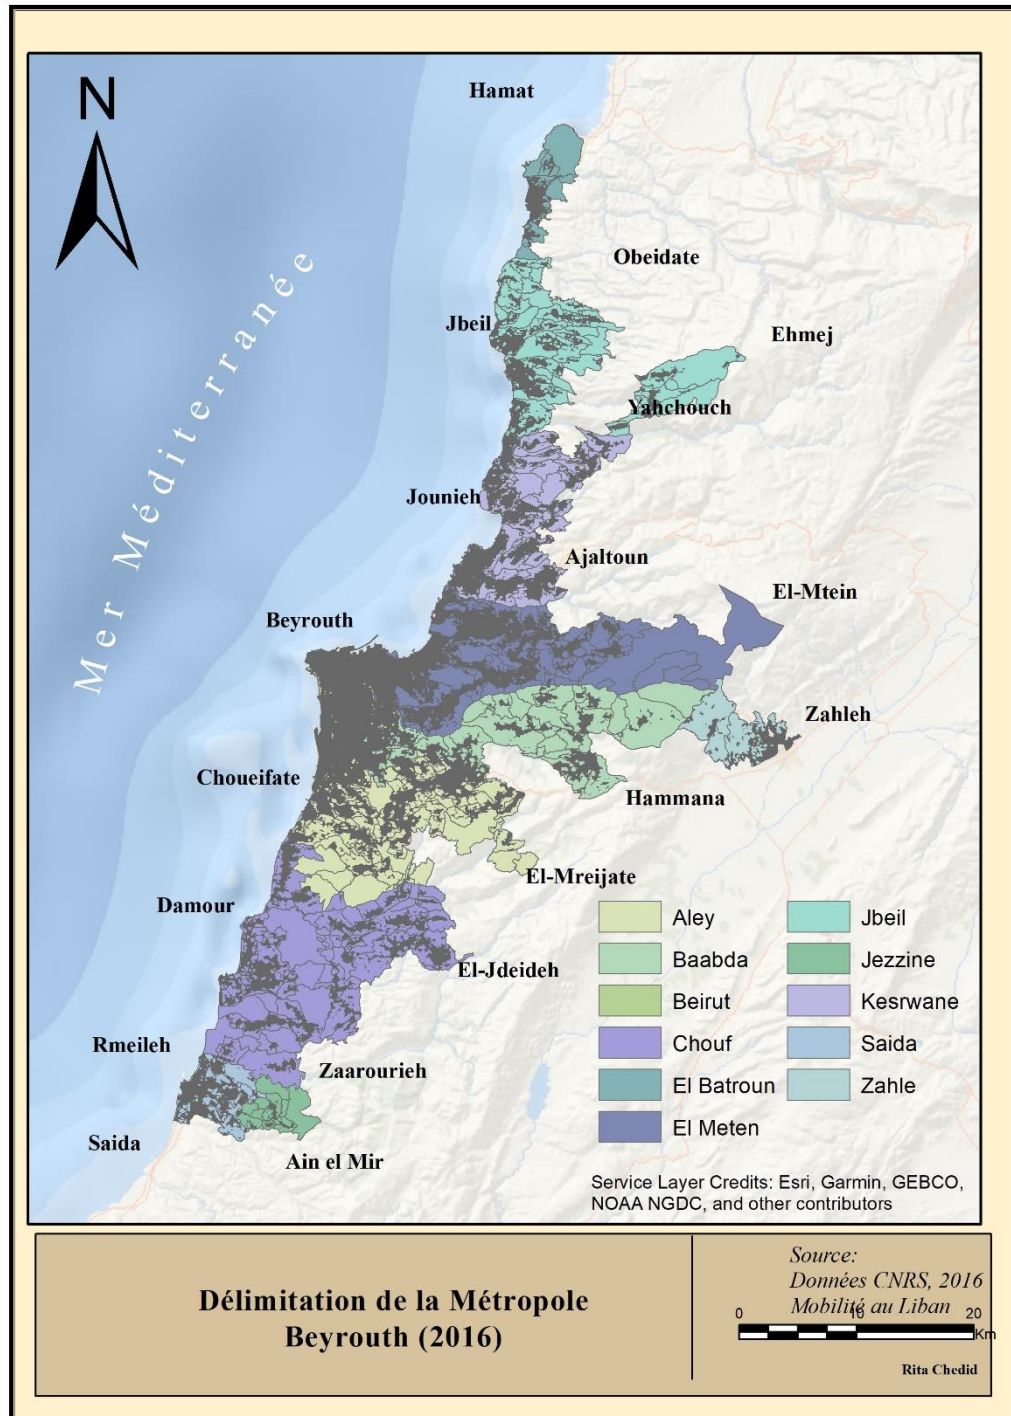 N
Hamat
Obeidate
Jbeil
Ehmej
Yahchouch
Mer Méditerranée
Jounieh
Ajaltoun
El-Mtein
Beyrouth
Zahleh
Choueifate
Hammana
El-Mreijate
Damour
El-Jdeideh
Rmeileh
Zaarourieh
Saida
Ain el Mir
Aley
Baabda
Beirut
Chouf
El Batroun
El Meten
Jbeil
Jezzine
Kesrwane
Saida
Zahle
Service Layer Credits: Esri, Garmin, GEBCO,
NOAA NGDC, and other contributors
Délimitation de la Métropole
Beyrouth (2016)
Source:
Données CNRS, 2016
Mobilité au Liban
0 10 20
Km
Rita Chedid